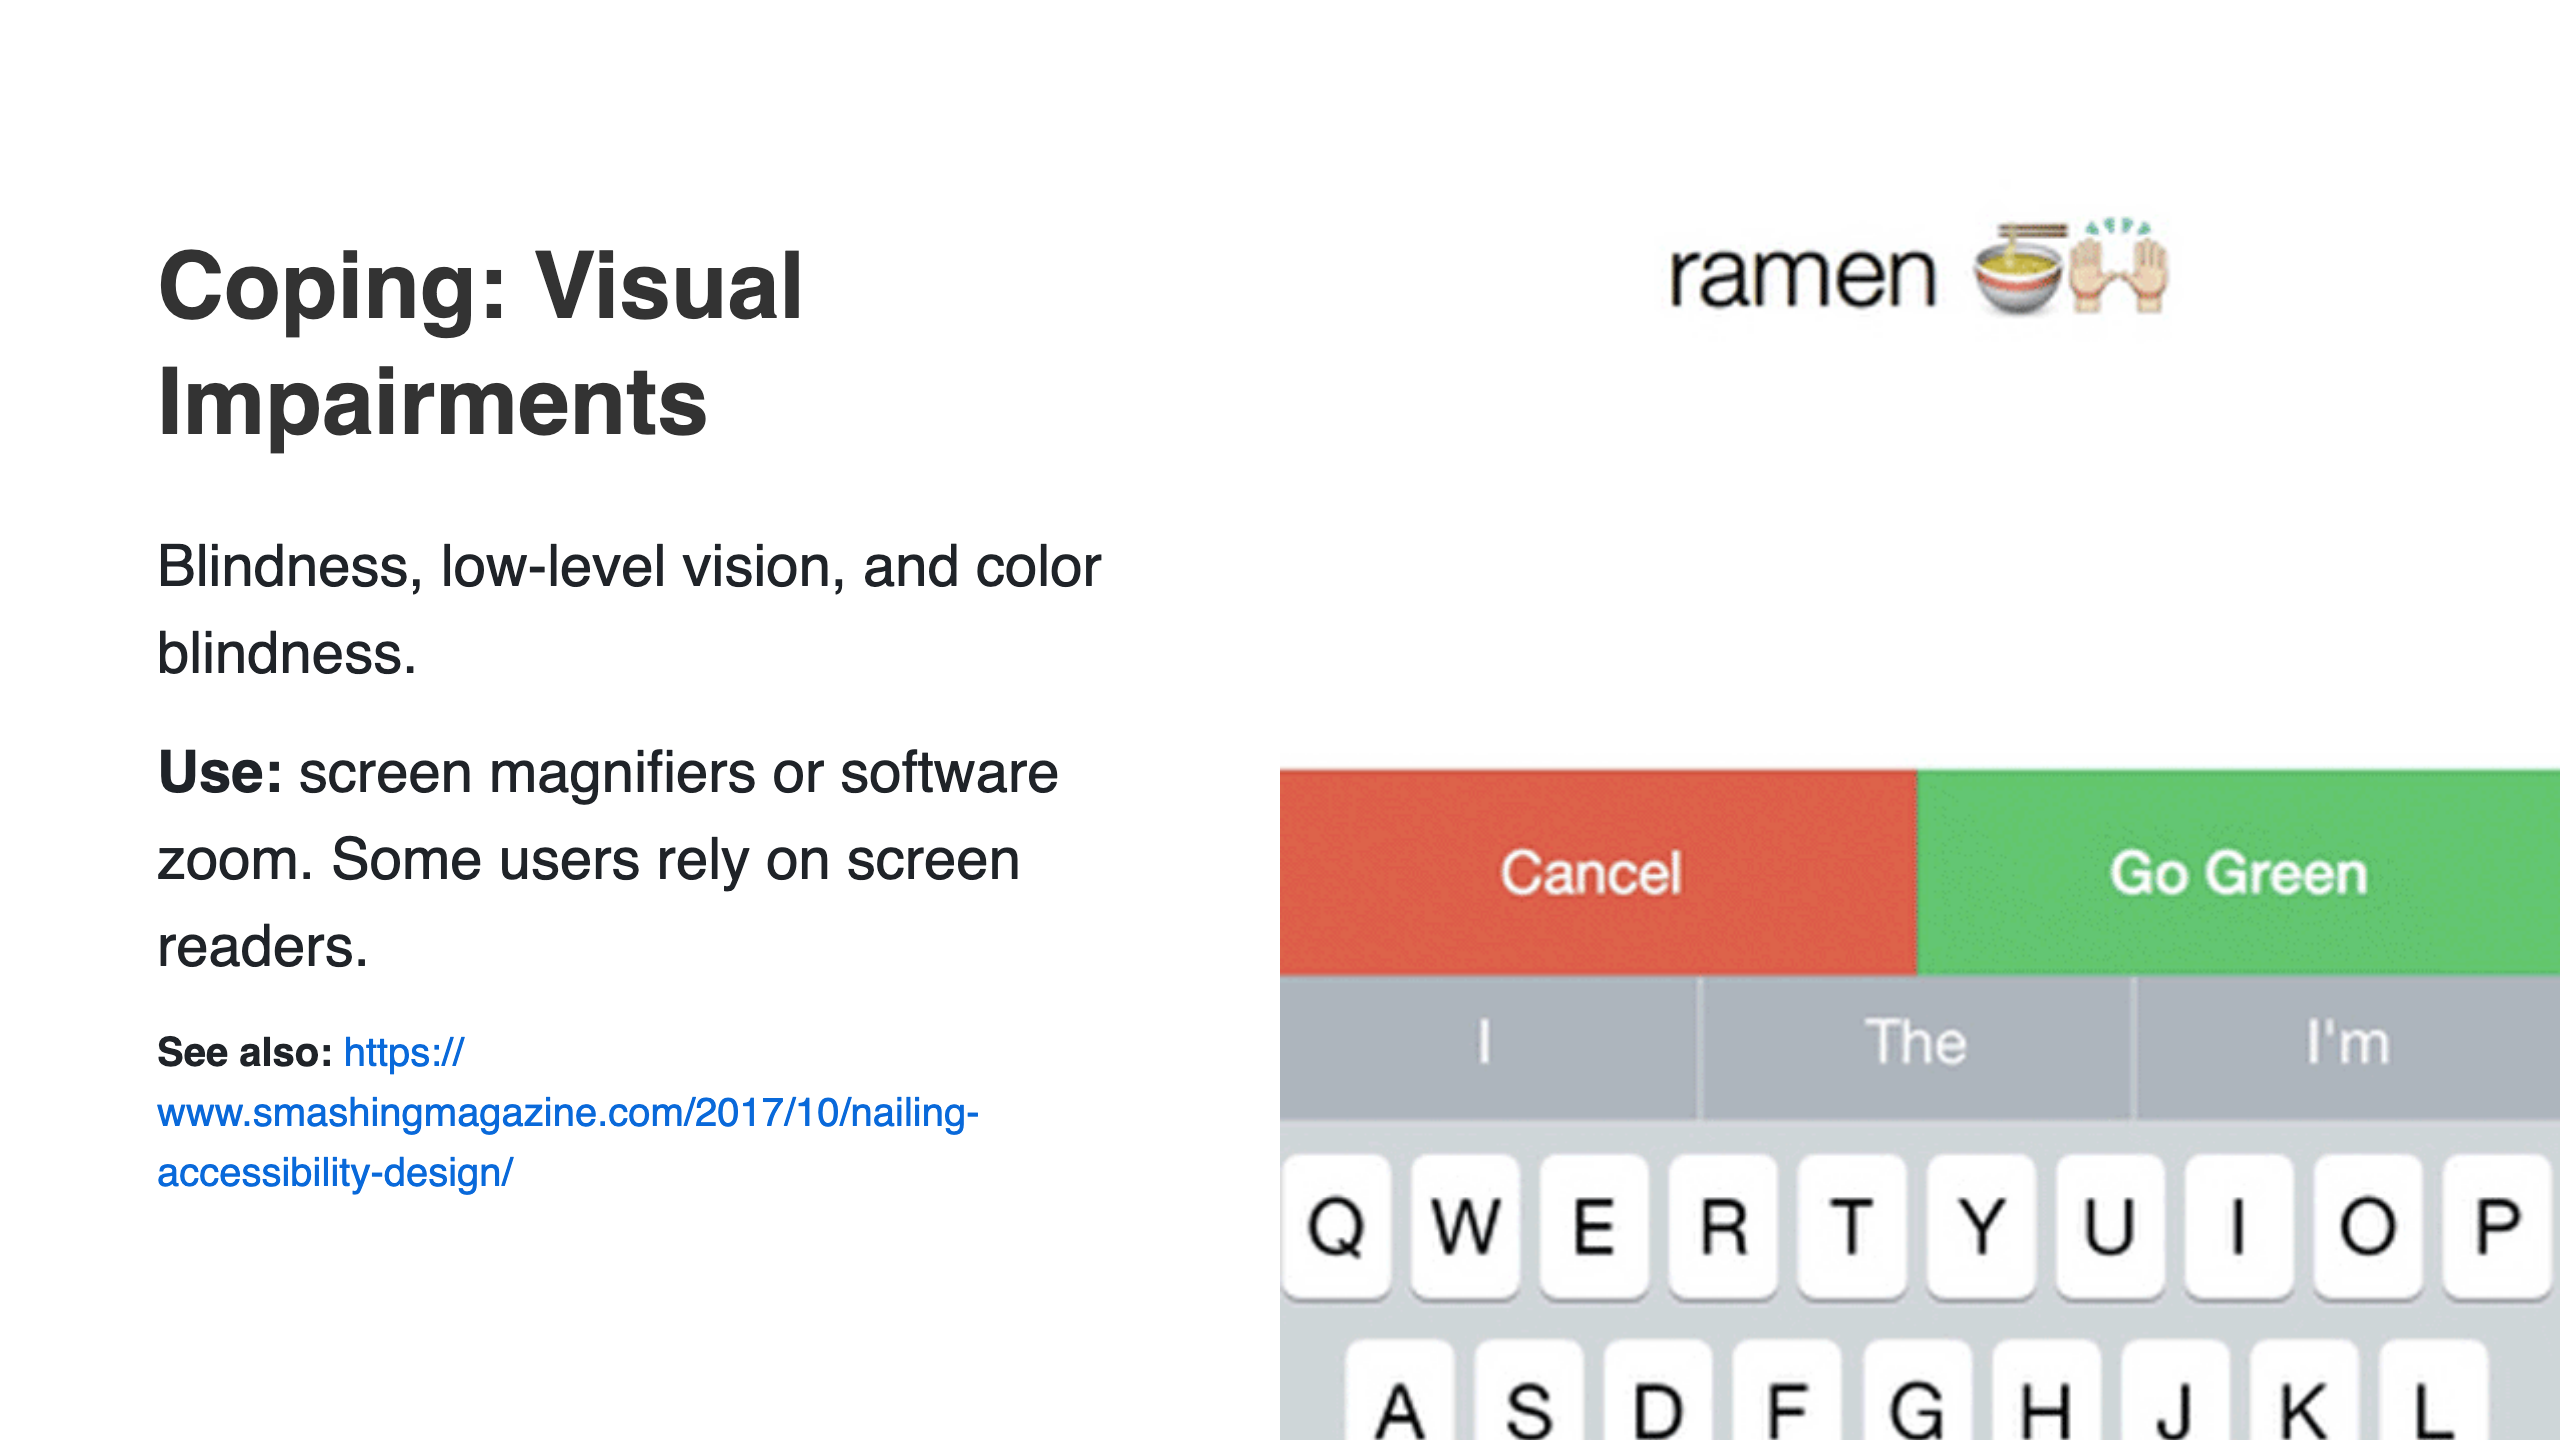 Coping: Visual
Impairments
Blindness, low-level vision, and color
blindness.
Use: screen magnifiers or software
zoom. Some users rely on screen
readers.
See also: https://
www.smashingmagazine.com/2017/10/nailing-
accessibility-design/
ramen 🍜🙌🏻
Cancel Go Green
I The I'm
Q W E R T Y U I O P
A S D F G H J K L